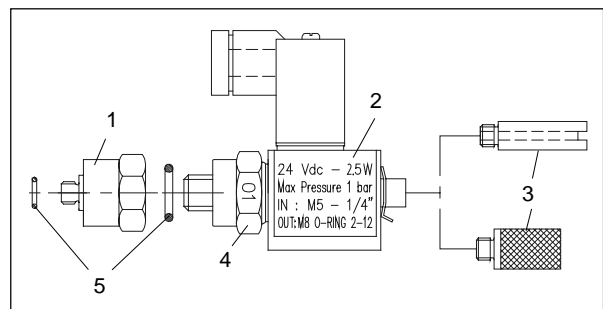 1
2
24 Vdc - 2.5W
Max Pressure 1 bar
IN : M5 - 1/4"
OUT:M8 O-RING 2-12
01
3
4
5